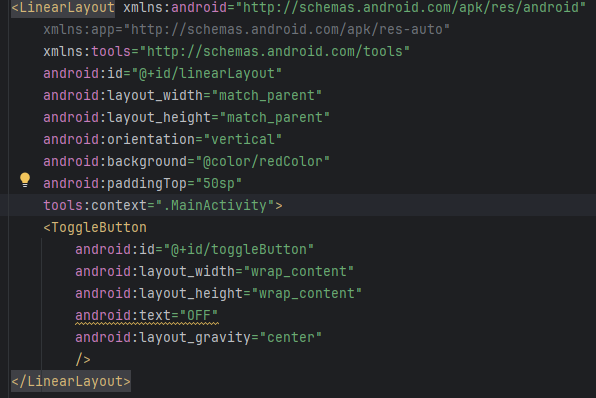 <LinearLayout xmlns:android="http://schemas.android.com/apk/res/android"
xmlns:app="http://schemas.android.com/apk/res-auto"
xmlns:tools="http://schemas.android.com/tools"
android:id="@+id/linearLayout"
android:layout_width="match_parent"
android:layout_height="match_parent"
android:orientation="vertical"
android:background="@color/redColor"
android:paddingTop="50sp"
tools:context=".MainActivity">
<ToggleButton
android:id="@+id/toggleButton"
android:layout_width="wrap_content"
android:layout_height="wrap_content"
android:text="OFF"
android:layout_gravity="center"
/>
</LinearLayout>